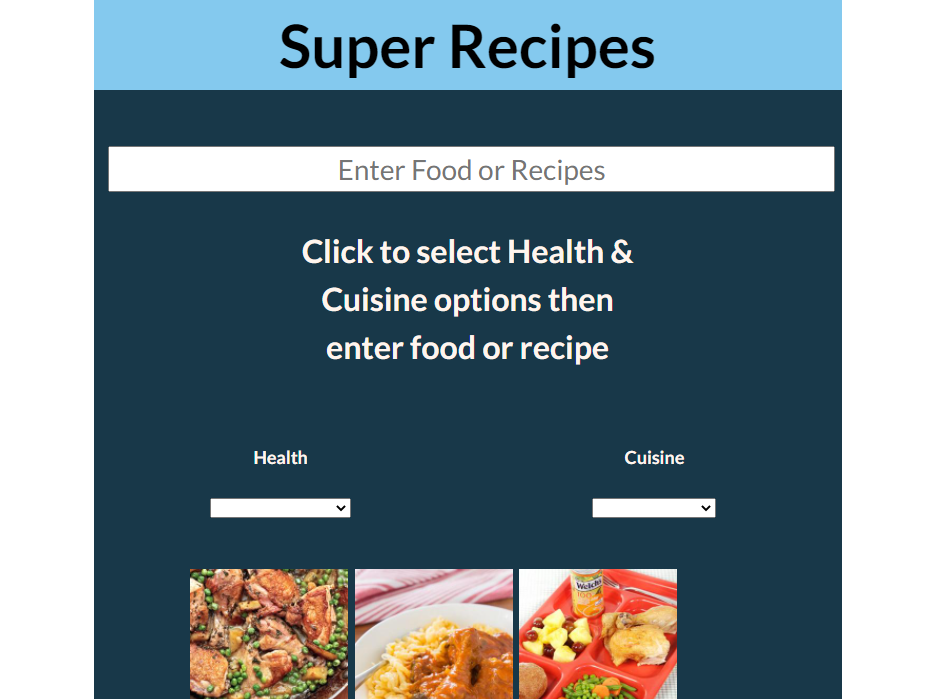 Super Recipes
Enter Food or Recipes
Click to select Health &
Cuisine options then
enter food or recipe
Health
Cuisine
Welch's